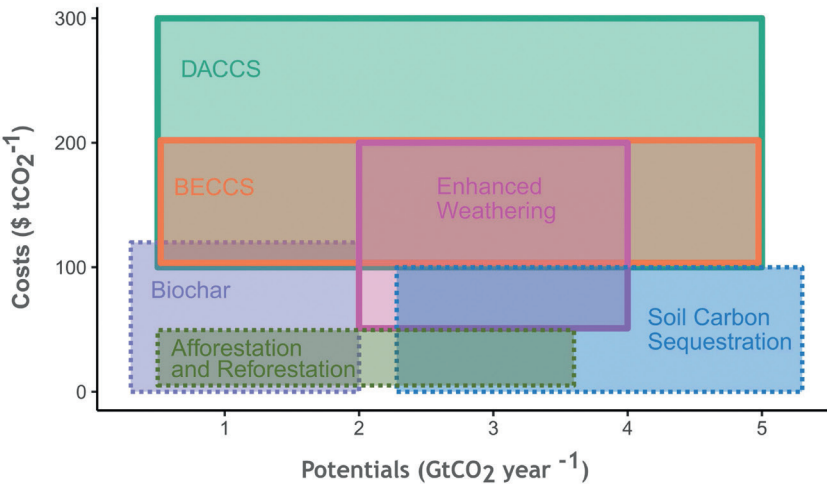 300
200
100
0
Costs ($ tCO₂⁻¹)
DACCS
BECCS
Enhanced
Weathering
Biochar
Soil Carbon
Sequestration
Afforestation
and Reforestation
1 2 3 4 5
Potentials (GtCO₂ year ⁻¹)